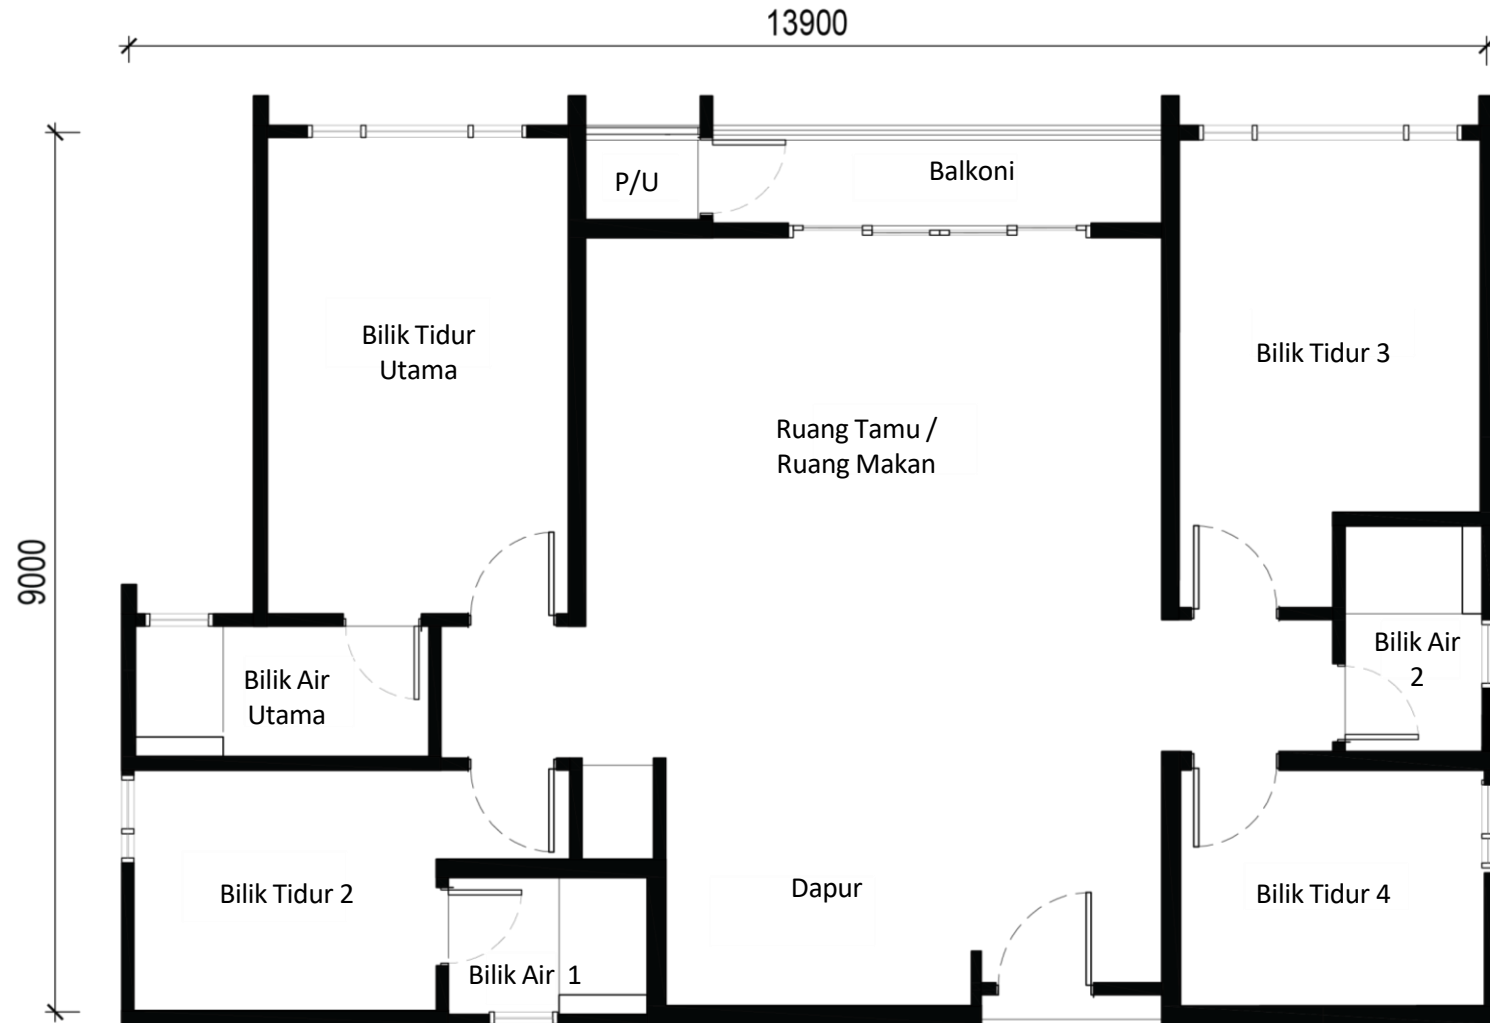 13900
P/U
Balkoni
Bilik Tidur
Utama
Bilik Tidur 3
Ruang Tamu /
Ruang Makan
9000
Bilik Air
2
Bilik Air
Utama
Bilik Tidur 2
Dapur
Bilik Tidur 4
Bilik Air 1